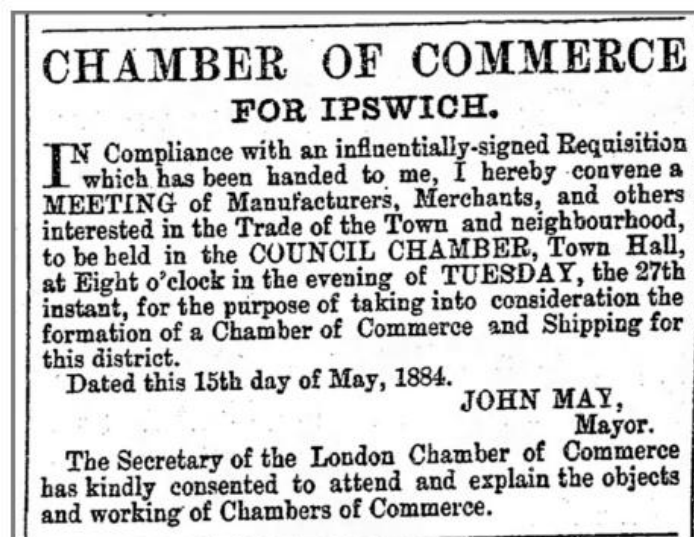 CHAMBER OF COMMERCE
FOR IPSWICH.
IN Compliance with an influentially-signed Requisition
which has been handed to me, I hereby convene a
MEETING of Manufacturers, Merchants, and others
interested in the Trade of the Town and neighbourhood,
to be held in the COUNCIL CHAMBER, Town Hall,
at Eight o'clock in the evening of TUESDAY, the 27th
instant, for the purpose of taking into consideration the
formation of a Chamber of Commerce and Shipping for
this district.
Dated this 15th day of May, 1884.
JOHN MAY,
Mayor.
The Secretary of the London Chamber of Commerce
has kindly consented to attend and explain the objects
and working of Chambers of Commerce.